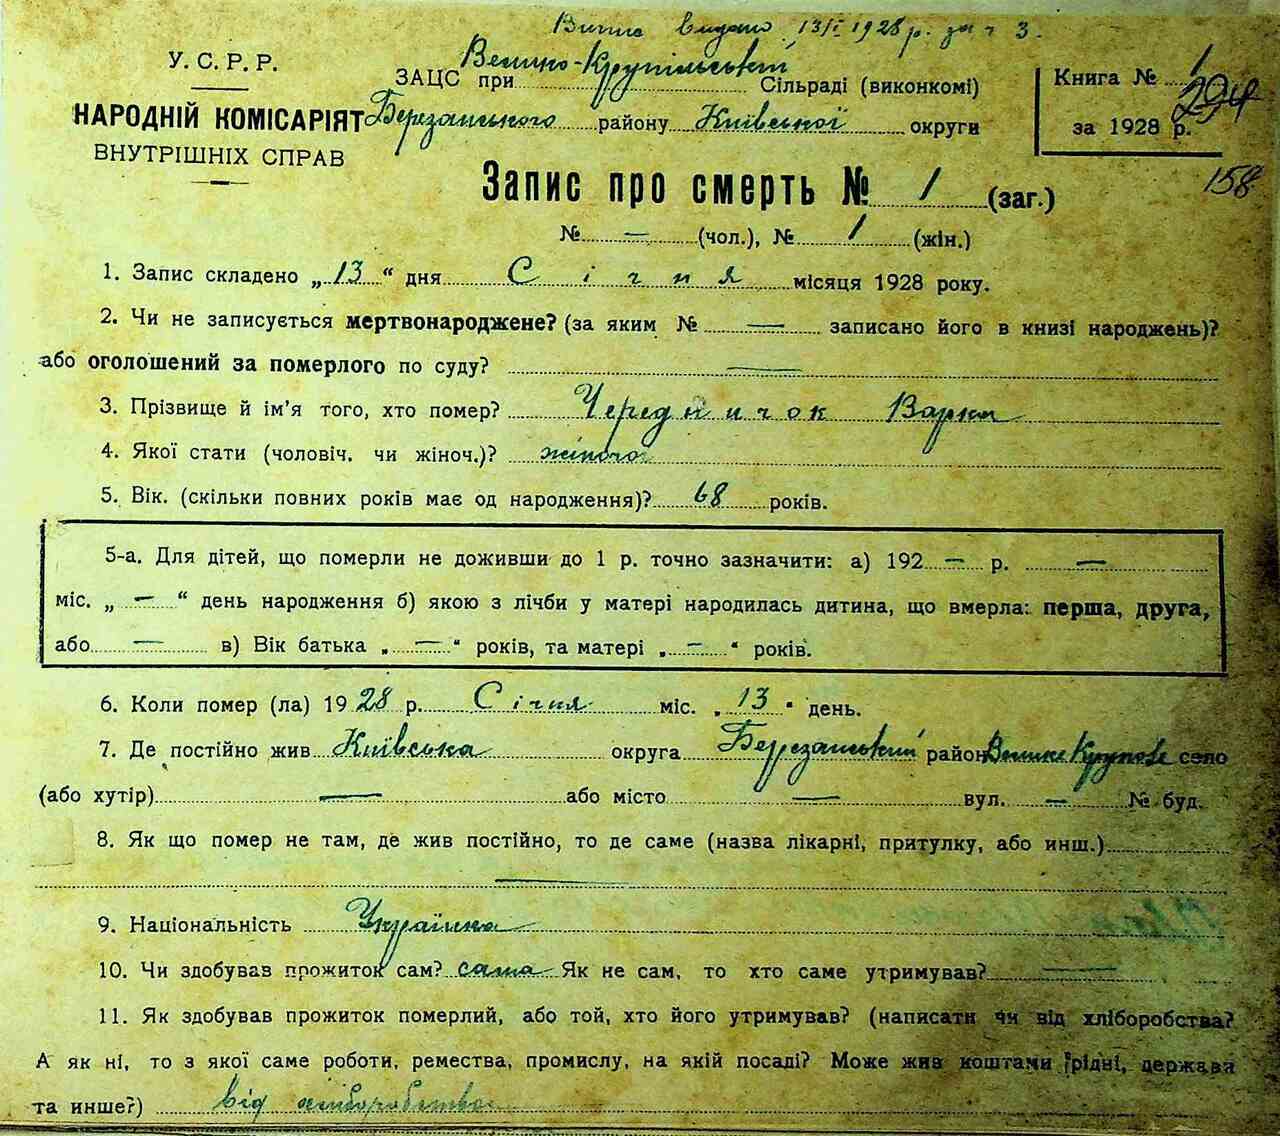 Витяг видано 13/I 1928 р. за ч 3.
У. С. Р. Р.
НАРОДНІЙ КОМІСАРІЯТ
ВНУТРІШНІХ СПРАВ
ЗАЦС при Велико-Крупільській Сільраді (виконкомі)
Березанського району Київської округи
Книга № 1
за 1928 р.
294
158
Запис про смерть № 1 (заг.)
№ — (чол.), № 1 (жін.)
1. Запис складено „13“ дня Січня місяця 1928 року.
2. Чи не записується мертвонароджене? (за яким № — записано його в книзі народжень)?
або оголошений за померлого по суду? —
3. Прізвище й ім'я того, хто помер? Чередничок Варка
4. Якої стати (чоловіч. чи жіноч.)? жіночої
5. Вік. (скільки повних років має од народження)? 68 років.
5-а. Для дітей, що померли не доживши до 1 р. точно зазначити: а) 192 — р. —
міс. „ — “ день народження б) якою з лічби у матері народилась дитина, що вмерла: перша, друга,
або — в) Вік батька „ — “ років, та матері „ — “ років.
6. Коли помер (ла) 1928 р. Січня міс. „13“ день.
7. Де постійно жив Київська округа Березанський район Велике Крупове село
(або хутір) — або місто — вул. — № буд.
8. Як що помер не там, де жив постійно, то де саме (назва лікарні, притулку, або инш.)
—
9. Національність Українка
10. Чи здобував прожиток сам? сама Як не сам, то хто саме утримував? —
11. Як здобував прожиток померлий, або той, хто його утримував? (написати чи від хліборобства?
А як ні, то з якої саме роботи, ремества, промислу, на якій посаді? Може жив коштами рідні, держави
та инше?) від хліборобства